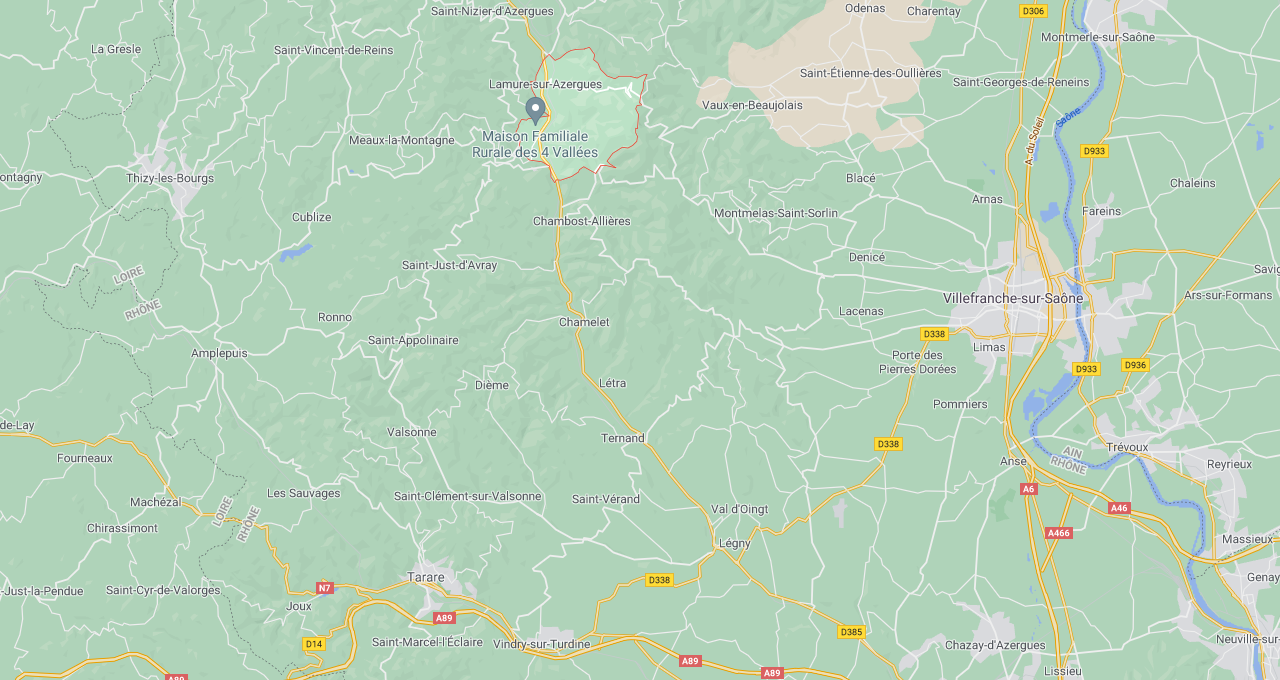 Saint-Nizier-d'Azergues
Odenas
Charentay
D306
La Gresle
Saint-Vincent-de-Reins
Montmerle-sur-Saône
Saint-Étienne-des-Oullières
Saint-Georges-de-Reneins
Lamure-sur-Azergues
Vaux-en-Beaujolais
Saône
A. du Soleil
Maison Familiale
Rurale des 4 Vallées
Meaux-la-Montagne
D933
ontagny
Thizy-les-Bourgs
Blacé
Chaleins
Arnas
Cublize
Chambost-Allières
Montmelas-Saint-Sorlin
Fareins
LOIRE
RHÔNE
Saint-Just-d'Avray
Denicé
Savig
Villefranche-sur-Saône
Ars-sur-Formans
Ronno
Chamelet
Lacenas
Saint-Appolinaire
D338
Limas
Amplepuis
Porte des
Pierres Dorées
D933
D936
Dième
Létra
Pommiers
de-Lay
Valsonne
Ternand
D338
Trévoux
Fourneaux
Anse
AIN
RHÔNE
Reyrieux
Machézal
Les Sauvages
Saint-Clément-sur-Valsonne
Saint-Vérand
A6
Val d'Oingt
A46
LOIRE
RHÔNE
Chirassimont
A466
Légny
Massieux
Tarare
D338
Genay
-Just-la-Pendue
Saint-Cyr-de-Valorges
N7
Joux
A89
D385
D14
Saint-Marcel-l'Éclaire
Vindry-sur-Turdine
Chazay-d'Azergues
Neuville-sur-
A89
A89
Lissieu
A89